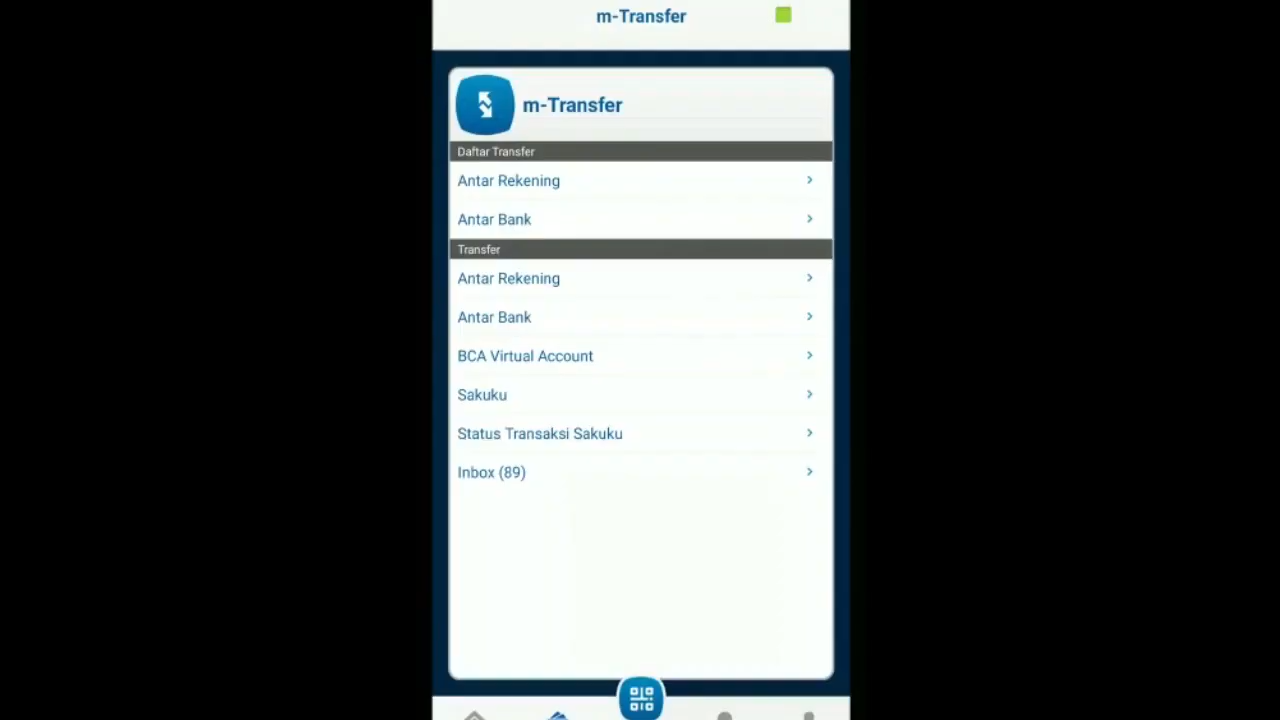 m-Transfer
m-Transfer
Daftar Transfer
Antar Rekening
Antar Bank
Transfer
Antar Rekening
Antar Bank
BCA Virtual Account
Sakuku
Status Transaksi Sakuku
Inbox (89)